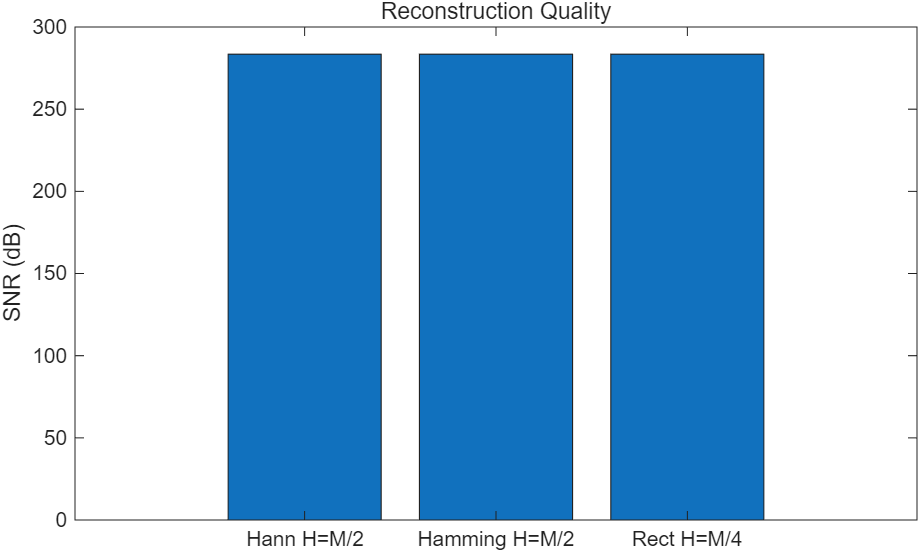 Reconstruction Quality
300
250
200
150
100
50
0
SNR (dB)
Hann H=M/2
Hamming H=M/2
Rect H=M/4